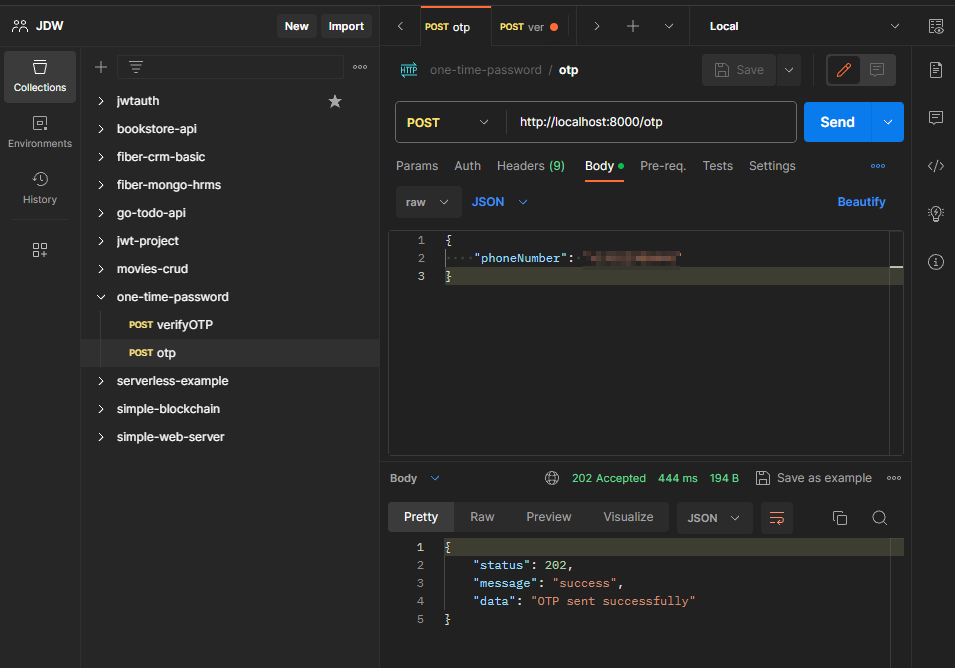 JDW
New Import
POST otp
POST ver
Local
Collections
Environments
History
jwtauth
bookstore-api
fiber-crm-basic
fiber-mongo-hrms
go-todo-api
jwt-project
movies-crud
one-time-password
POST verifyOTP
POST otp
serverless-example
simple-blockchain
simple-web-server
HTTP one-time-password / otp
Save
POST http://localhost:8000/otp
Send
Params Auth Headers (9) Body Pre-req. Tests Settings
raw JSON Beautify
1 {
2 "phoneNumber": "
3 }
Body 202 Accepted 444 ms 194 B Save as example
Pretty Raw Preview Visualize JSON
1 {
2 "status": 202,
3 "message": "success",
4 "data": "OTP sent successfully"
5 }